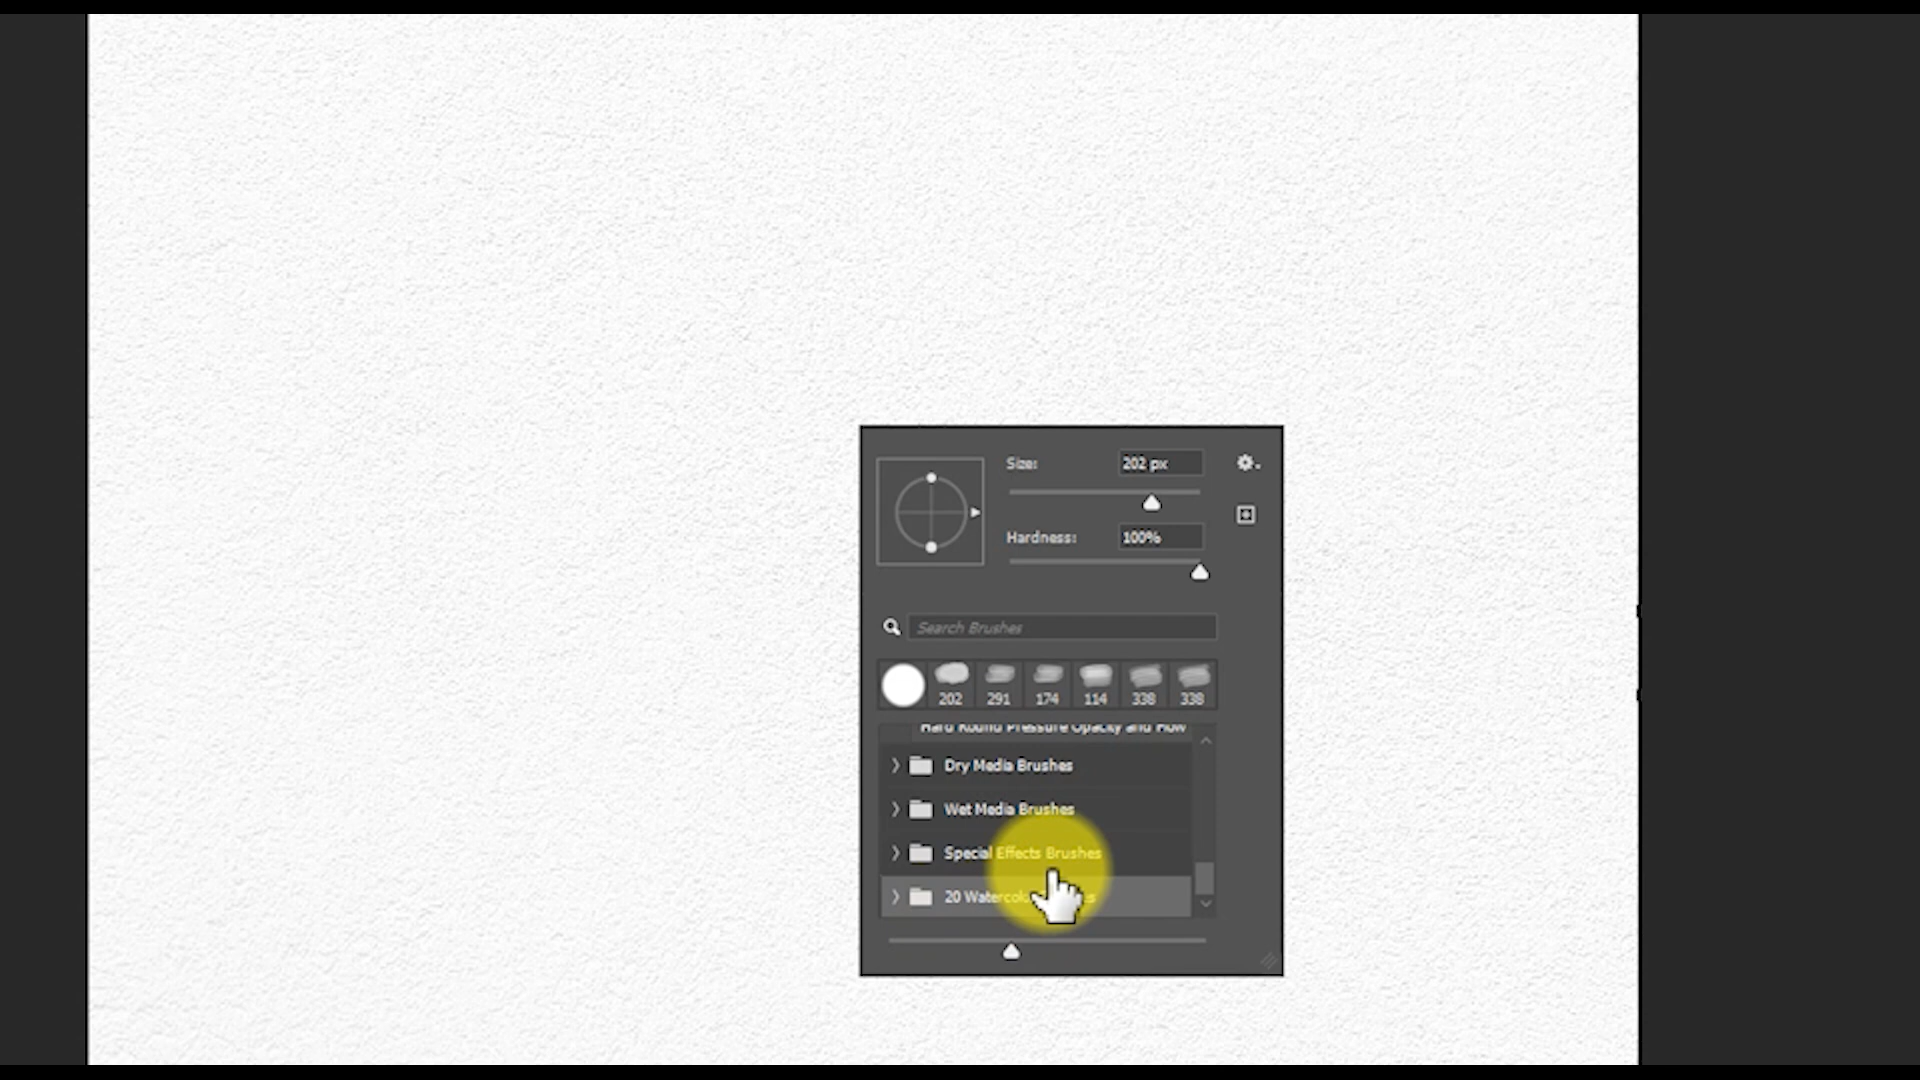 Size: 202 px
Hardness: 100%
Search Brushes
202 291 174 114 338 338
Hard Round Pressure Opacity and Flow
Dry Media Brushes
Wet Media Brushes
Special Effects Brushes
20